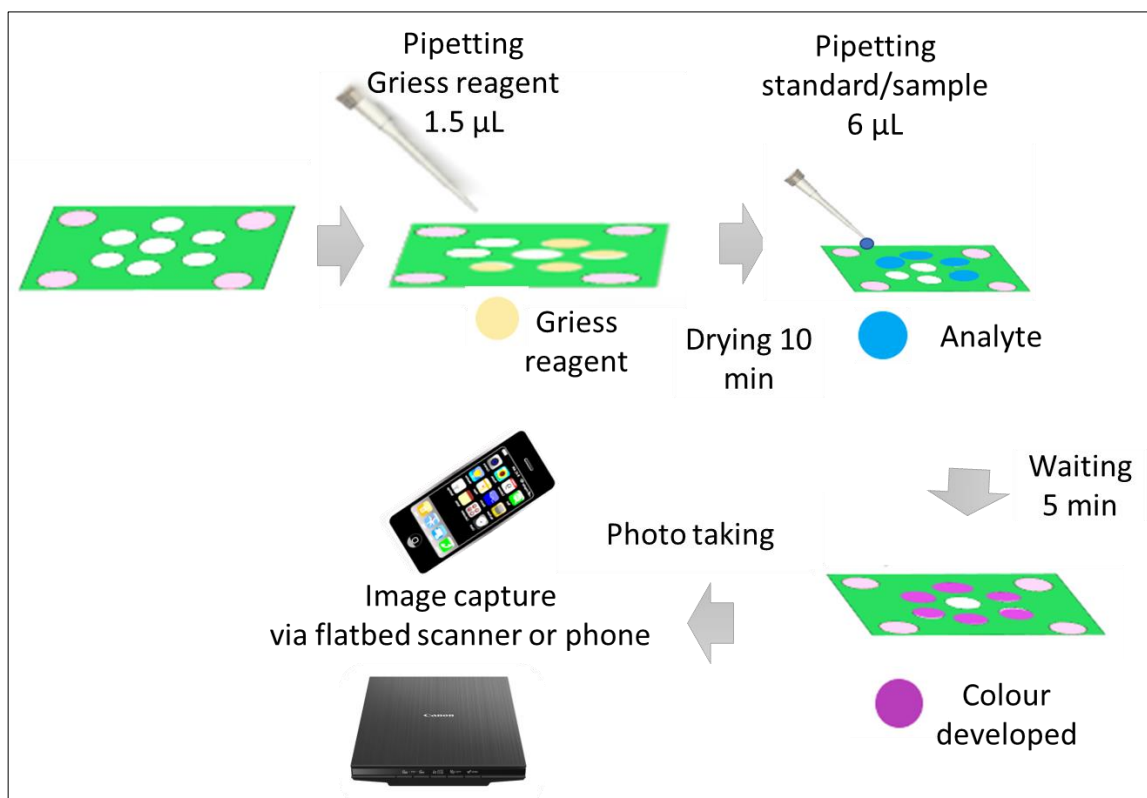 Pipetting
Griess reagent
1.5 µL
Pipetting
standard/sample
6 µL
Griess
reagent
Drying 10
min
Analyte
Waiting
5 min
Photo taking
Image capture
via flatbed scanner or phone
Canon
Colour
developed